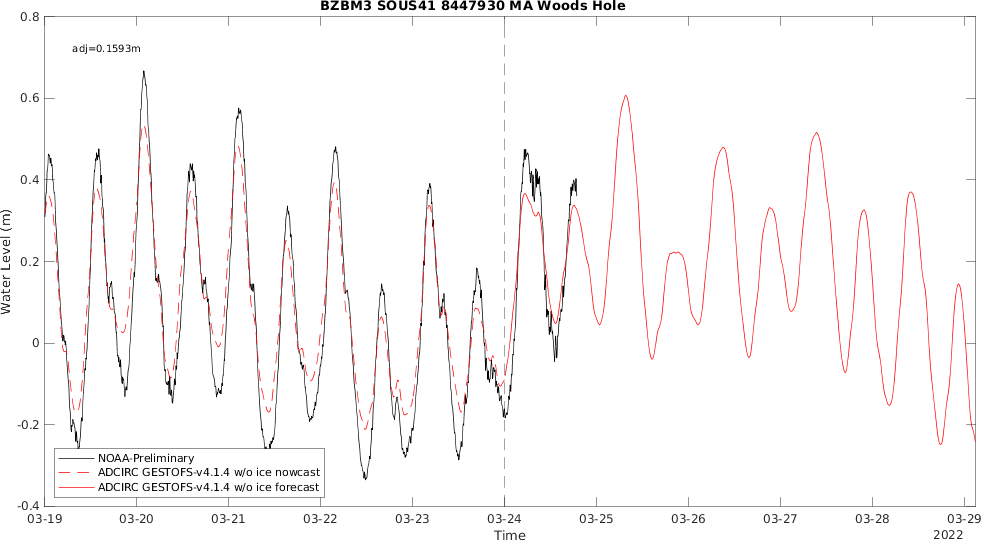 BZBM3 SOUS41 8447930 MA Woods Hole
adj=0.1593m
0.8
0.6
0.4
0.2
0
-0.2
-0.4
Water Level (m)
NOAA-Preliminary
ADCIRC GESTOFS-v4.1.4 w/o ice nowcast
ADCIRC GESTOFS-v4.1.4 w/o ice forecast
03-19 03-20 03-21 03-22 03-23 03-24 03-25 03-26 03-27 03-28 03-29
Time
2022